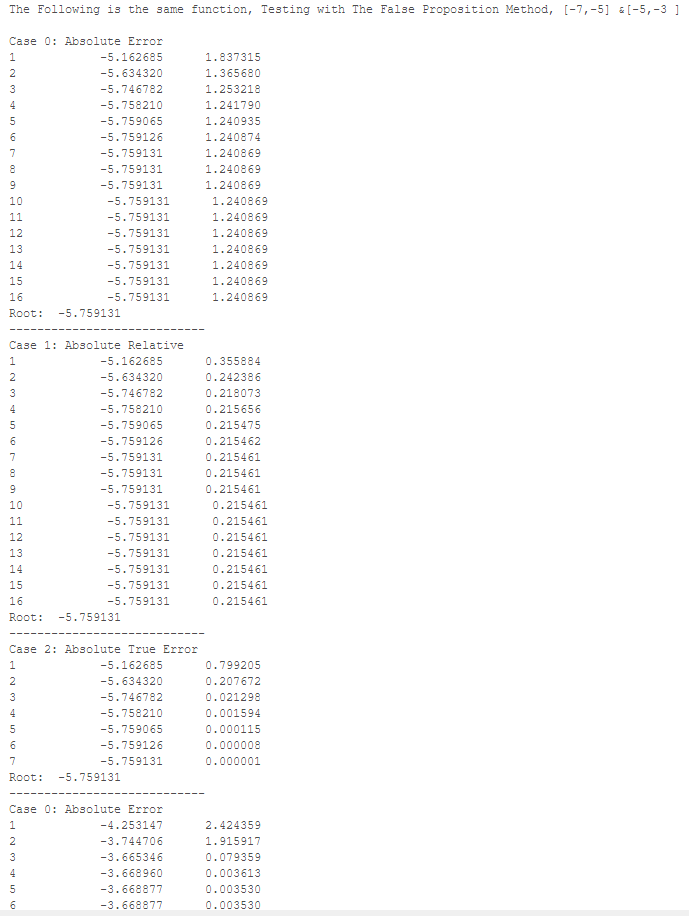 The Following is the same function, Testing with The False Proposition Method, [-7,-5] &[-5,-3 ]
Case 0: Absolute Error
1 -5.162685 1.837315
2 -5.634320 1.365680
3 -5.746782 1.253218
4 -5.758210 1.241790
5 -5.759065 1.240935
6 -5.759126 1.240874
7 -5.759131 1.240869
8 -5.759131 1.240869
9 -5.759131 1.240869
10 -5.759131 1.240869
11 -5.759131 1.240869
12 -5.759131 1.240869
13 -5.759131 1.240869
14 -5.759131 1.240869
15 -5.759131 1.240869
16 -5.759131 1.240869
Root: -5.759131
----------------------------
Case 1: Absolute Relative
1 -5.162685 0.355884
2 -5.634320 0.242386
3 -5.746782 0.218073
4 -5.758210 0.215656
5 -5.759065 0.215475
6 -5.759126 0.215462
7 -5.759131 0.215461
8 -5.759131 0.215461
9 -5.759131 0.215461
10 -5.759131 0.215461
11 -5.759131 0.215461
12 -5.759131 0.215461
13 -5.759131 0.215461
14 -5.759131 0.215461
15 -5.759131 0.215461
16 -5.759131 0.215461
Root: -5.759131
----------------------------
Case 2: Absolute True Error
1 -5.162685 0.799205
2 -5.634320 0.207672
3 -5.746782 0.021298
4 -5.758210 0.001594
5 -5.759065 0.000115
6 -5.759126 0.000008
7 -5.759131 0.000001
Root: -5.759131
----------------------------
Case 0: Absolute Error
1 -4.253147 2.424359
2 -3.744706 1.915917
3 -3.665346 0.079359
4 -3.668960 0.003613
5 -3.668877 0.003530
6 -3.668877 0.003530